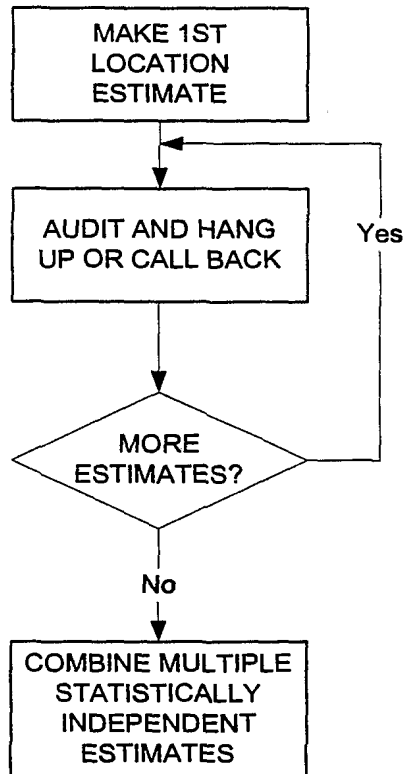 MAKE 1ST
LOCATION
ESTIMATE
AUDIT AND HANG
UP OR CALL BACK
Yes
MORE
ESTIMATES?
No
COMBINE MULTIPLE
STATISTICALLY
INDEPENDENT
ESTIMATES